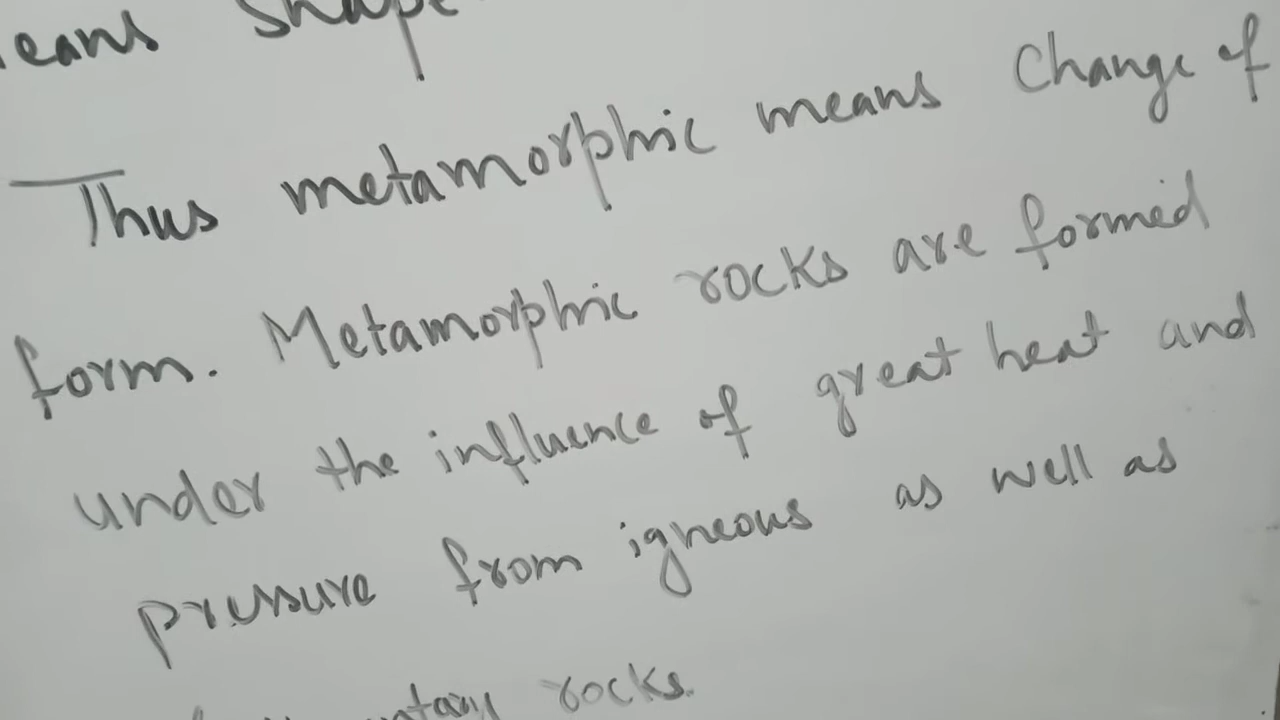 means shape
Thus metamorphic means Change of
form. Metamorphic rocks are formed
under the influence of great heat and
pressure from igneous as well as
rocks.